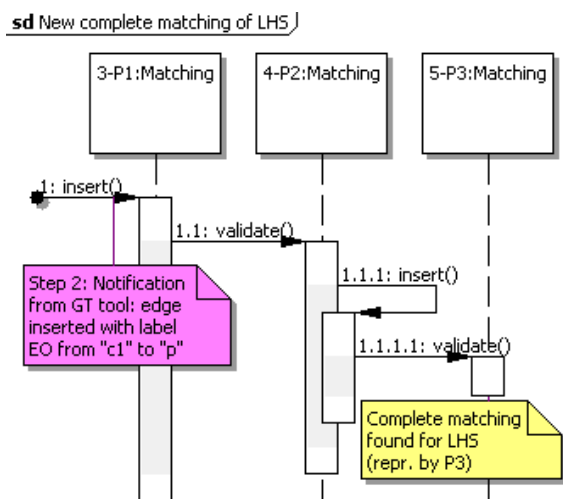 sd New complete matching of LHS
3-P1:Matching
4-P2:Matching
5-P3:Matching
1: insert()
1.1: validate()
Step 2: Notification
from GT tool: edge
inserted with label
EO from "c1" to "p"
1.1.1: insert()
1.1.1.1: validate()
Complete matching
found for LHS
(repr. by P3)